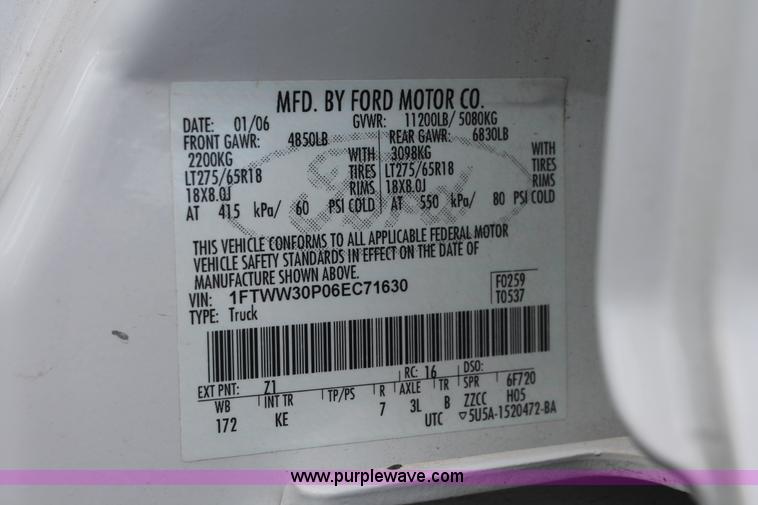 MFD. BY FORD MOTOR CO.
DATE: 01/06 GVWR: 11200LB/ 5080KG
FRONT GAWR: 4850LB REAR GAWR: 6830LB
2200KG WITH 3098KG WITH
LT275/65R18 TIRES LT275/65R18 TIRES
18X8.0J RIMS 18X8.0J RIMS
AT 415 kPa/ 60 PSI COLD AT 550 kPa/ 80 PSI COLD
Ford
THIS VEHICLE CONFORMS TO ALL APPLICABLE FEDERAL MOTOR
VEHICLE SAFETY STANDARDS IN EFFECT ON THE DATE OF
MANUFACTURE SHOWN ABOVE.
VIN: 1FTWW30P06EC71630 F0259
TYPE: Truck T0537
EXT PNT: Z1 RC: 16 DSO:
WB INT TR TP/PS R AXLE TR SPR 6F720
172 KE 7 3L B ZZCC H05
UTC ▽5U5A-1520472-BA
www.purplewave.com